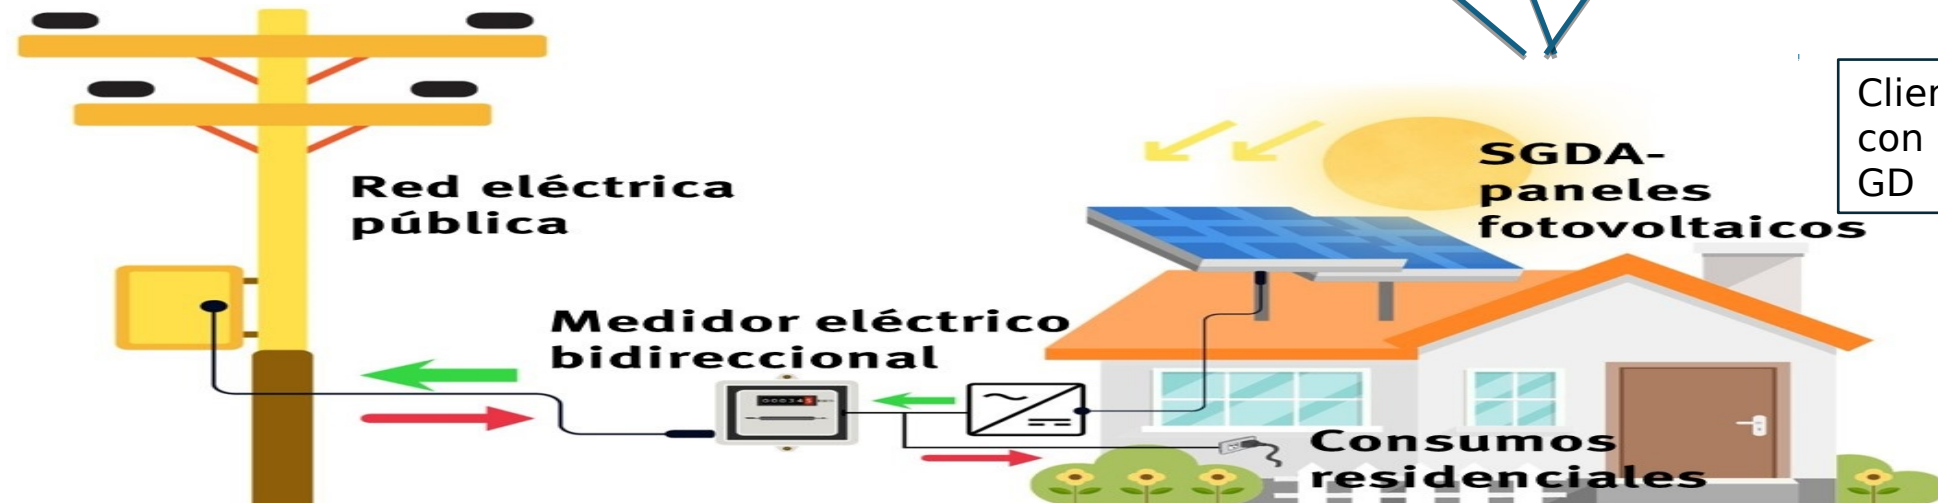 Red eléctrica
pública
Medidor eléctrico
bidireccional
SGDA-
paneles
fotovoltaicos
con
GD
Consumos
residenciales